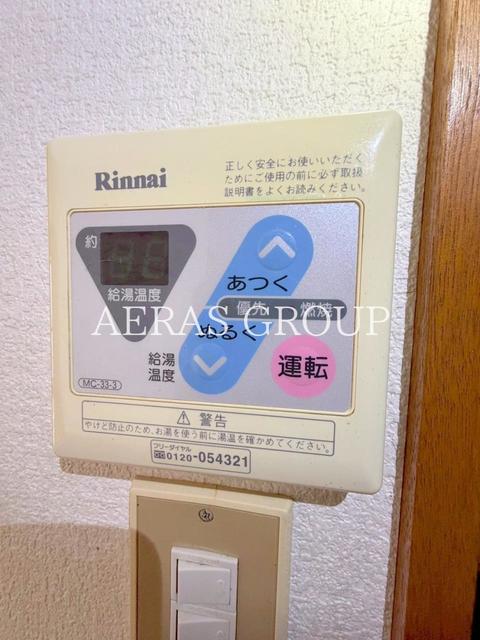 Rinnai
正しく安全にお使いいただく
ためにご使用の前に必ず取扱
説明書をよくお読みください。
約
給湯温度
あつく
優先
燃焼
AERAS GROUP
ぬるく
給湯
温度
運転
MC-33-3
警告
やけど防止のため、お湯を使う前に湯温を確かめてください。
フリーダイヤル
0120-054321